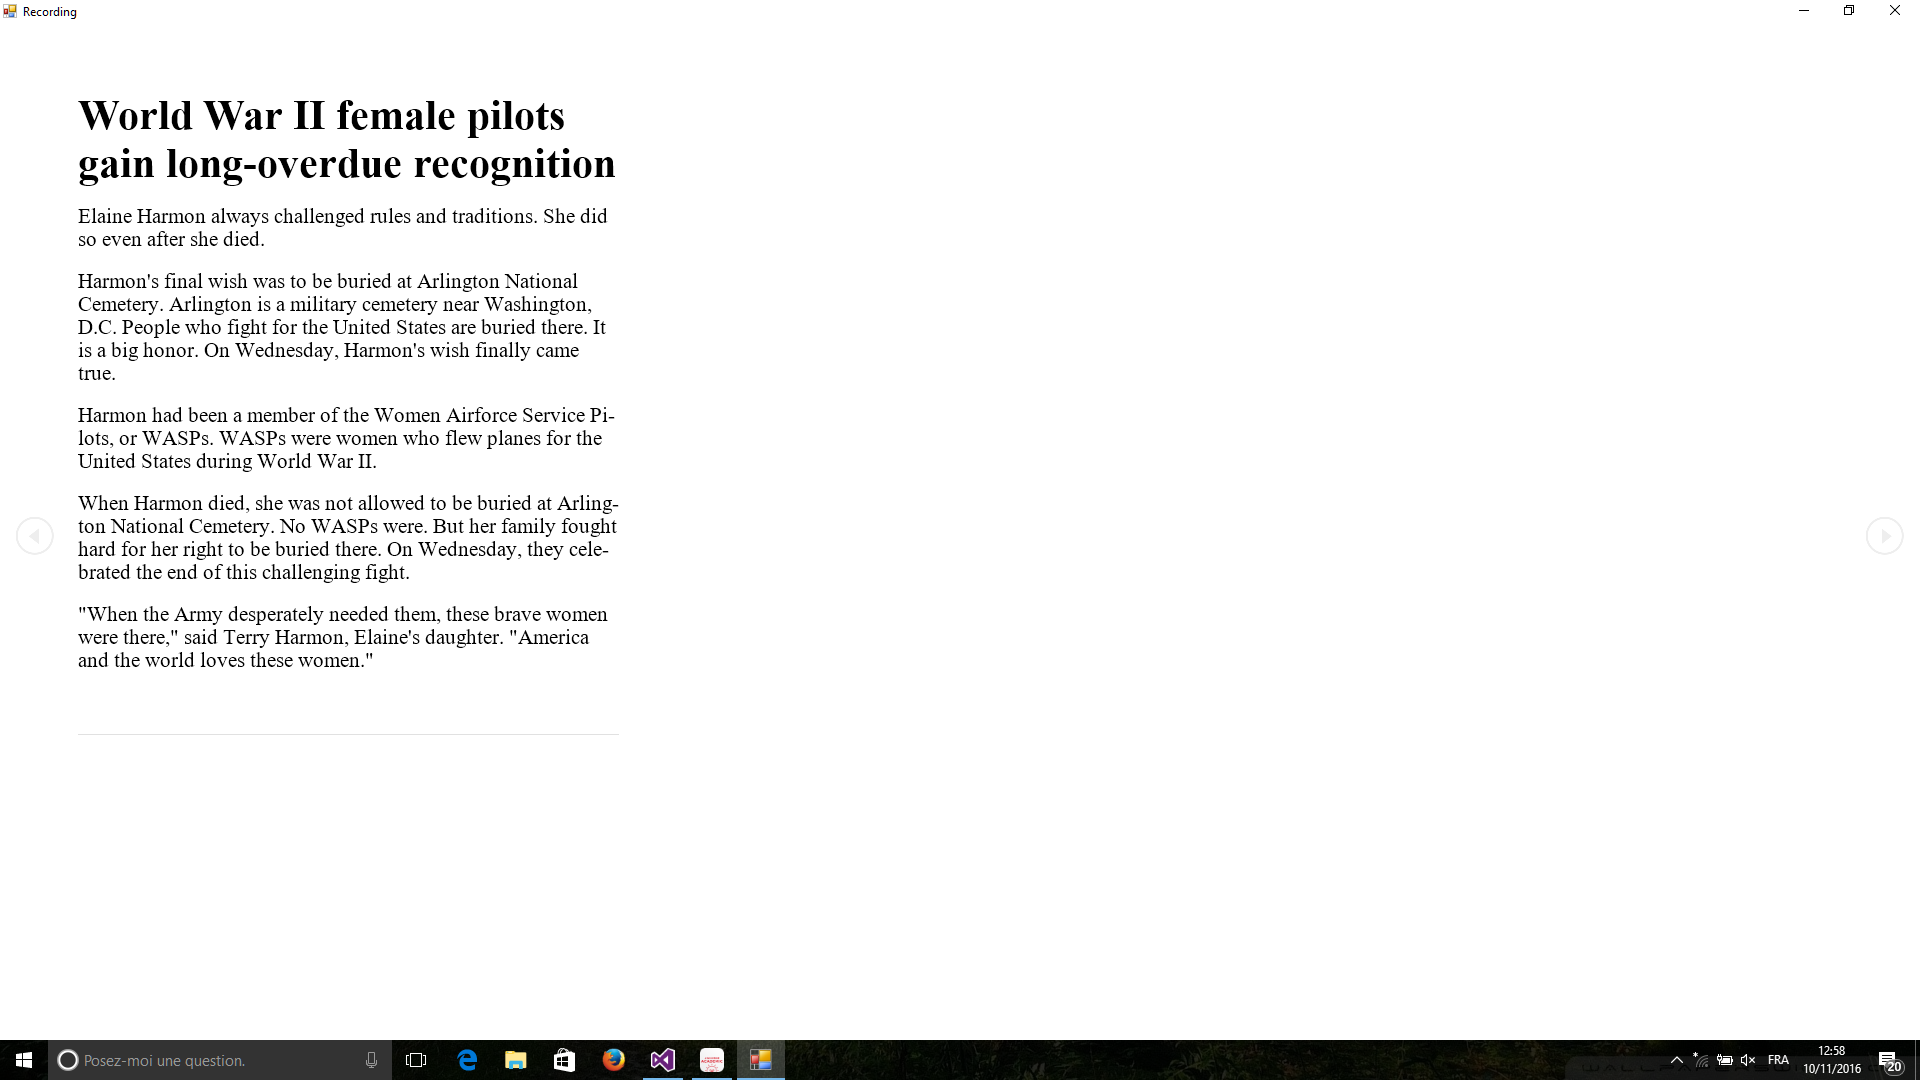 Recording
World War II female pilots
gain long-overdue recognition
Elaine Harmon always challenged rules and traditions. She did
so even after she died.
Harmon's final wish was to be buried at Arlington National
Cemetery. Arlington is a military cemetery near Washington,
D.C. People who fight for the United States are buried there. It
is a big honor. On Wednesday, Harmon's wish finally came
true.
Harmon had been a member of the Women Airforce Service Pi-
lots, or WASPs. WASPs were women who flew planes for the
United States during World War II.
When Harmon died, she was not allowed to be buried at Arling-
ton National Cemetery. No WASPs were. But her family fought
hard for her right to be buried there. On Wednesday, they cele-
brated the end of this challenging fight.
"When the Army desperately needed them, these brave women
were there," said Terry Harmon, Elaine's daughter. "America
and the world loves these women."
Posez-moi une question.
FRA
12:58
10/11/2016
20